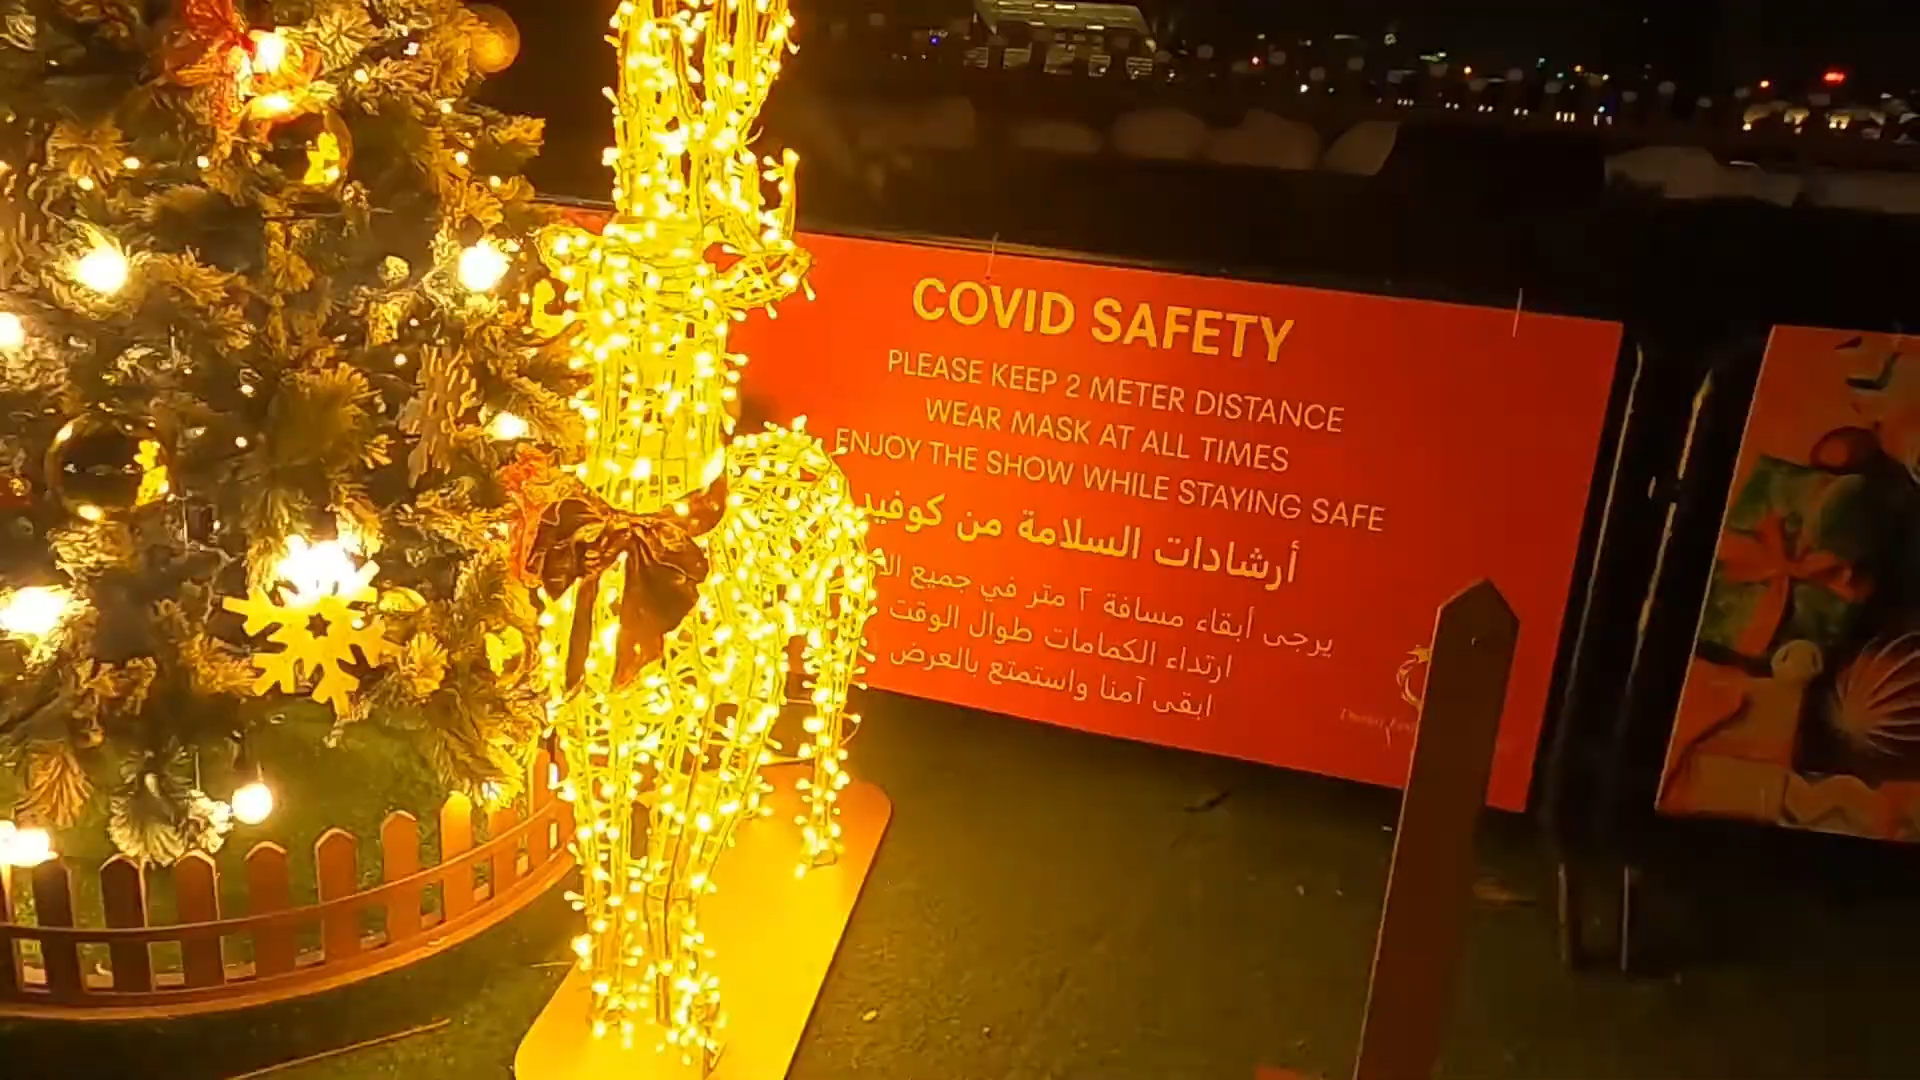 COVID SAFETY
PLEASE KEEP 2 METER DISTANCE
WEAR MASK AT ALL TIMES
ENJOY THE SHOW WHILE STAYING SAFE
أرشادات السلامة من كوفيد
يرجى أبقاء مسافة ٢ متر في جميع
ارتداء الكمامات طوال الوقت
ابقى آمنا واستمتع بالعرض